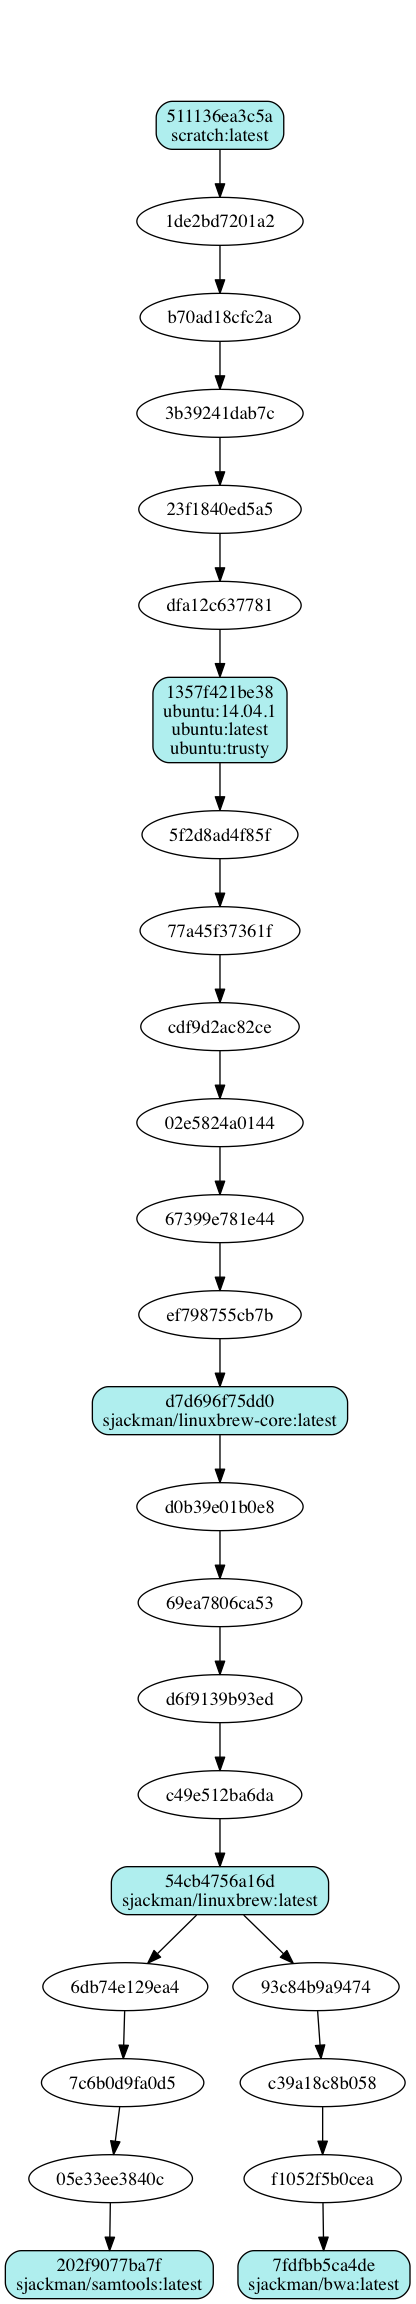 511136ea3c5a
scratch:latest
1de2bd7201a2
b70ad18cfc2a
3b39241dab7c
23f1840ed5a5
dfa12c637781
1357f421be38
ubuntu:14.04.1
ubuntu:latest
ubuntu:trusty
5f2d8ad4f85f
77a45f37361f
cdf9d2ac82ce
02e5824a0144
67399e781e44
ef798755cb7b
d7d696f75dd0
sjackman/linuxbrew-core:latest
d0b39e01b0e8
69ea7806ca53
d6f9139b93ed
c49e512ba6da
54cb4756a16d
sjackman/linuxbrew:latest
6db74e129ea4
93c84b9a9474
7c6b0d9fa0d5
c39a18c8b058
05e33ee3840c
f1052f5b0cea
202f9077ba7f
sjackman/samtools:latest
7fdfbb5ca4de
sjackman/bwa:latest